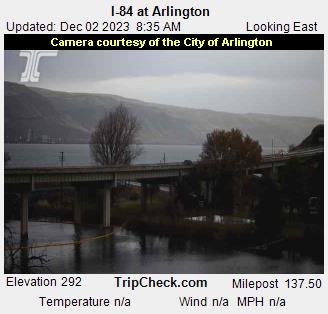 I-84 at Arlington
Updated: Dec 02 2023 8:35 AM Looking East
Camera courtesy of the City of Arlington
Elevation 292 TripCheck.com Milepost 137.50
Temperature n/a Wind n/a MPH n/a